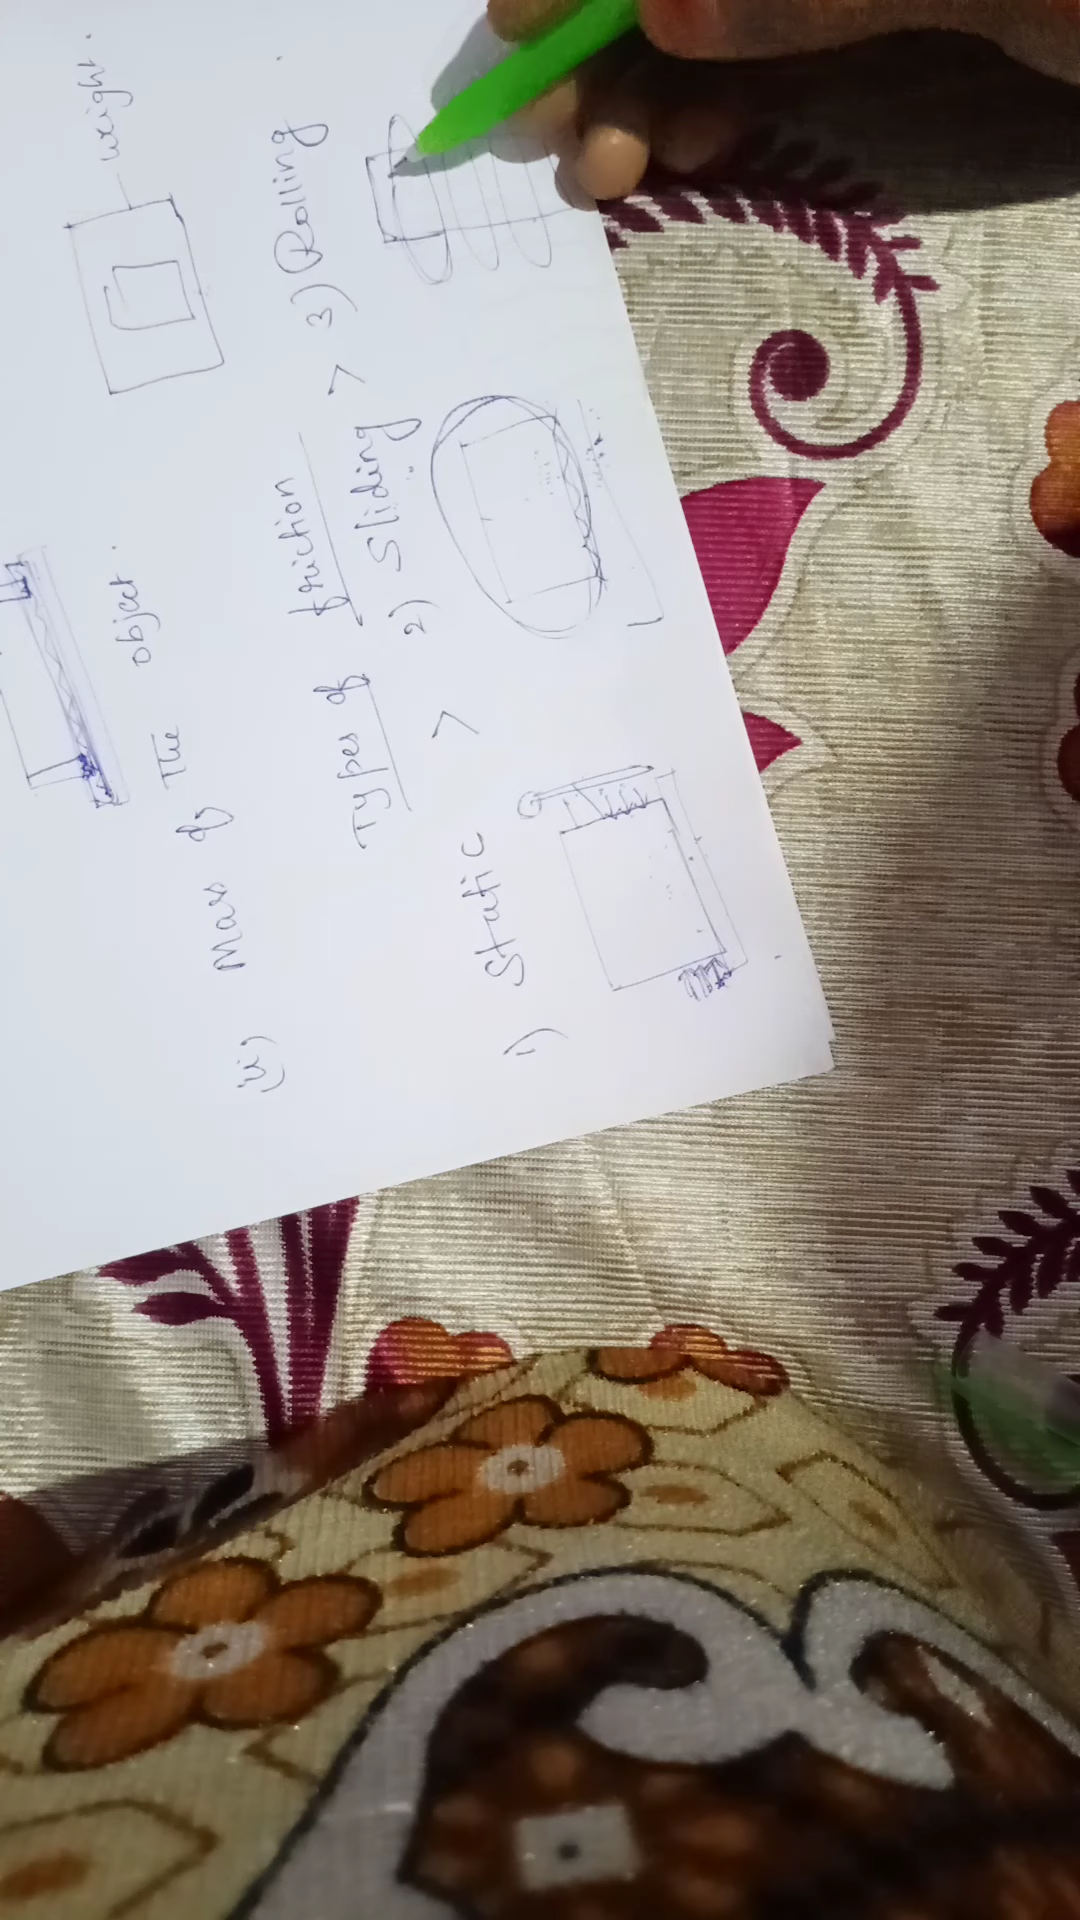 weight.
(ii) Mass of The object.
Types of friction
1) Static > 2) Sliding > 3) Rolling.